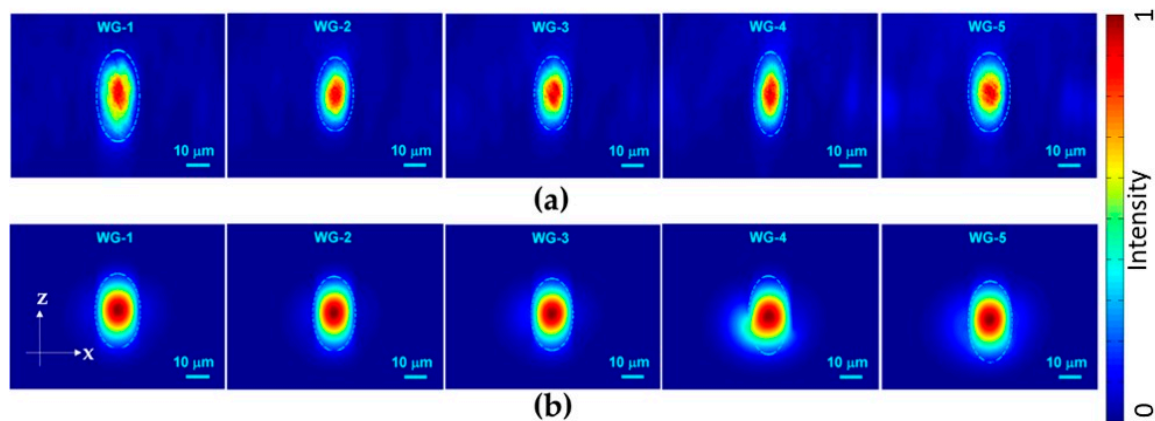 WG-1 WG-2 WG-3 WG-4 WG-5 1
10 μm 10 μm 10 μm 10 μm 10 μm
(a)
Intensity
WG-1 WG-2 WG-3 WG-4 WG-5
z
x
10 μm 10 μm 10 μm 10 μm 10 μm 0
(b)